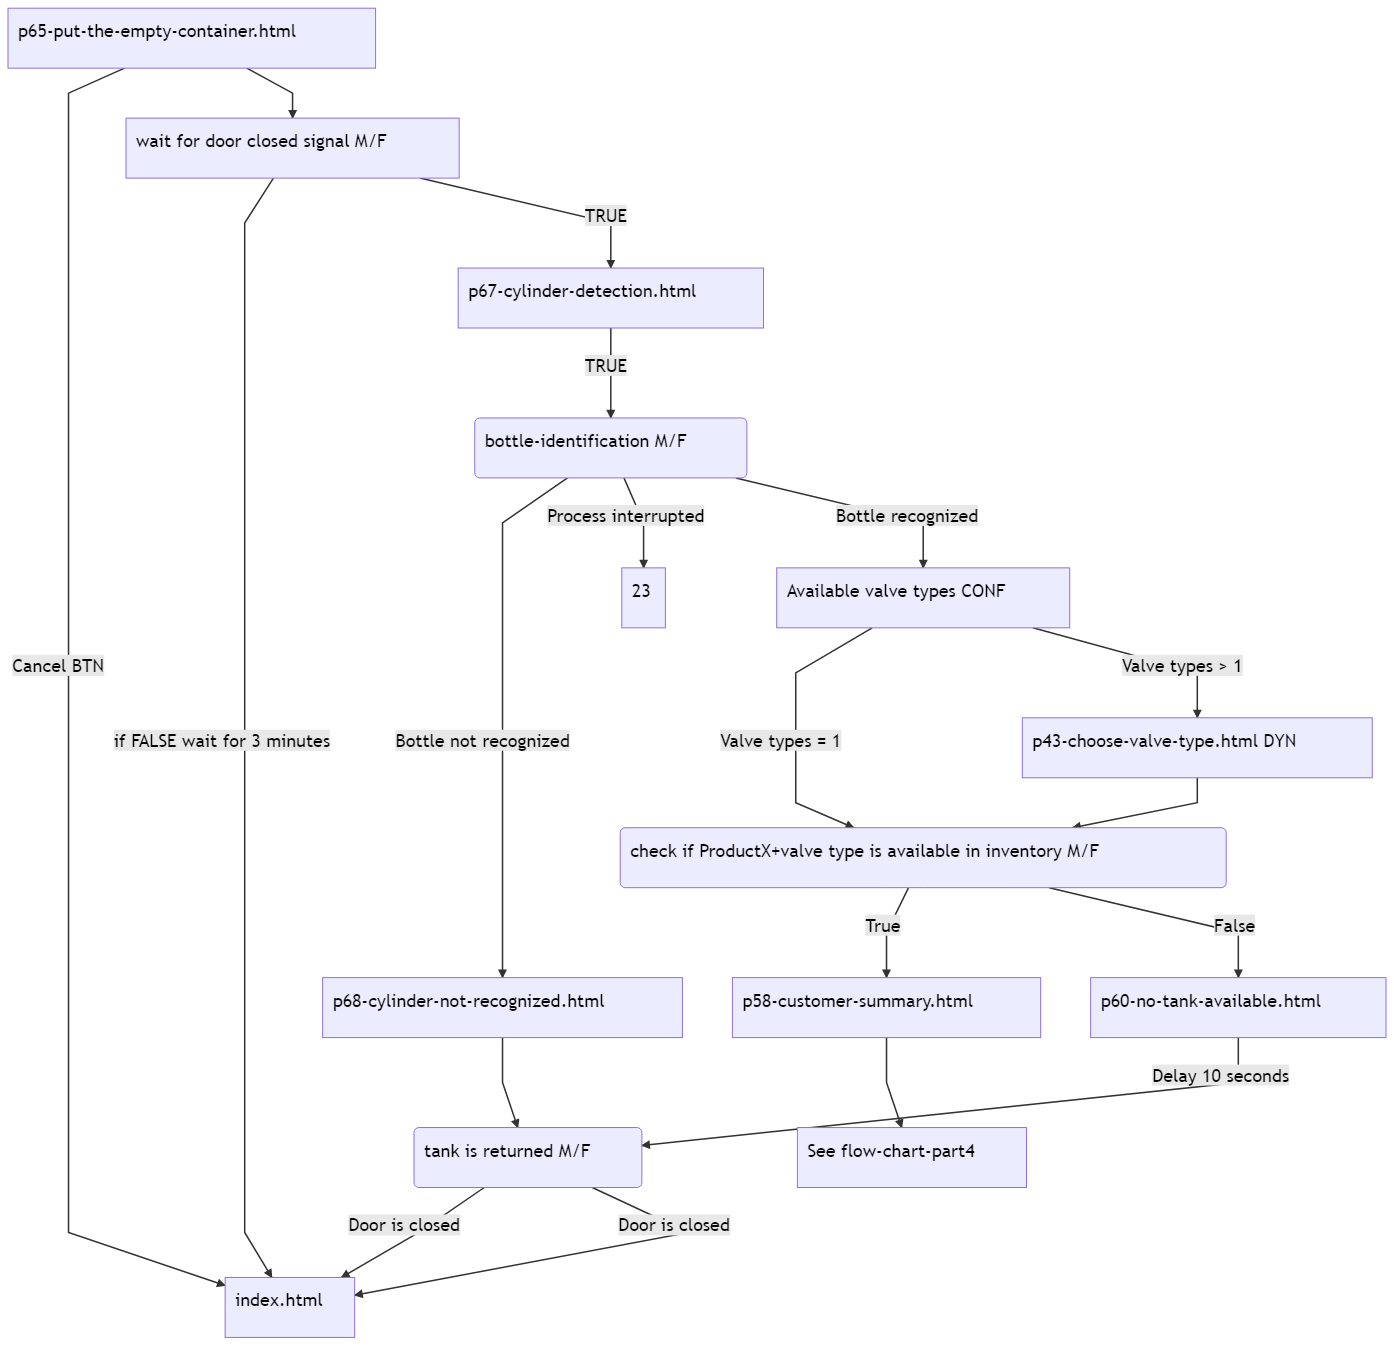 p65-put-the-empty-container.html
wait for door closed signal M/F
TRUE
p67-cylinder-detection.html
TRUE
bottle-identification M/F
Process interrupted
Bottle recognized
23
Available valve types CONF
Cancel BTN
Valve types > 1
if FALSE wait for 3 minutes
Bottle not recognized
Valve types = 1
p43-choose-valve-type.html DYN
check if ProductX+valve type is available in inventory M/F
True
False
p68-cylinder-not-recognized.html
p58-customer-summary.html
p60-no-tank-available.html
Delay 10 seconds
tank is returned M/F
See flow-chart-part4
Door is closed
Door is closed
index.html